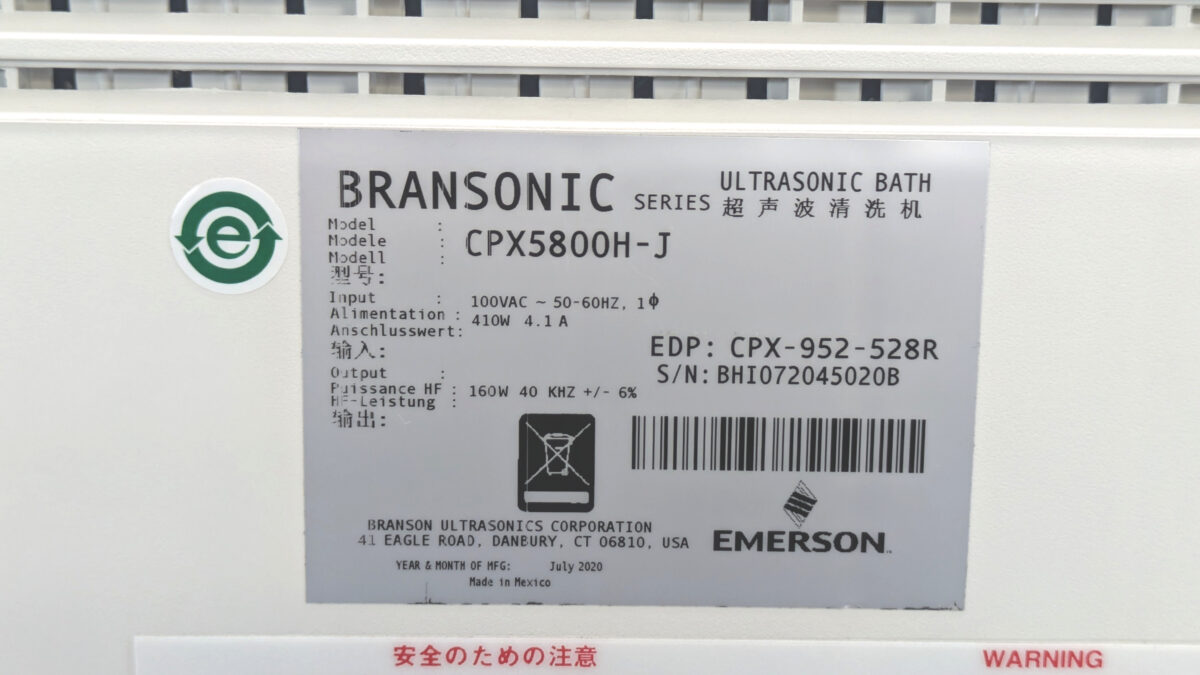 BRANSONIC SERIES ULTRASONIC BATH
超声波清洗机
Model :
Modele :
Modell :
型号:
CPX5800H-J
Input :
Alimentation :
Anschlusswert:
输入:
100VAC ~ 50-60HZ, 1ϕ
410W 4.1A
EDP: CPX-952-528R
S/N: BHI072045020B
Output :
Puissance HF :
HF-Leistung :
输出:
160W 40 KHZ +/- 6%
e
BRANSON ULTRASONICS CORPORATION
41 EAGLE ROAD, DANBURY, CT 06810, USA
EMERSON™
YEAR & MONTH OF MFG: July 2020
Made in Mexico
安全のための注意
WARNING